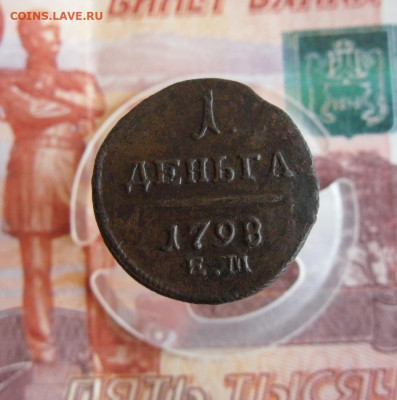 COINS.LAVE.RU
БИЛЕТ БАНКА
1.
ДЕНЬГА
1798
Е.М
ПЯТЬ ТЫСЯЧ